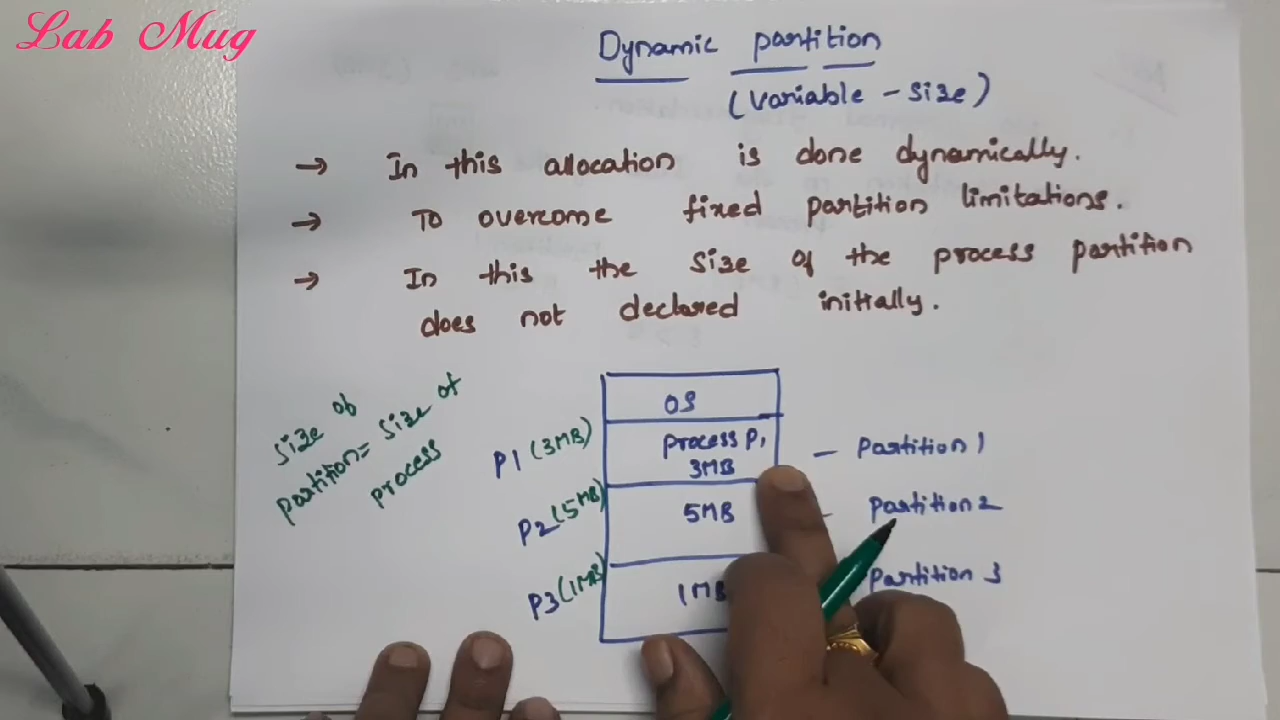 Lab Mug
Dynamic partition
(variable - size)
→ In this allocation is done dynamically.
→ To overcome fixed partition limitations.
→ In this the size of the process partition
does not declared initially.
size of
partition = size of
process
OS
P1 (3MB) process P1 - partition 1
3MB
P2 (5MB) 5MB - partition 2
P3 (1MB) 1MB partition 3